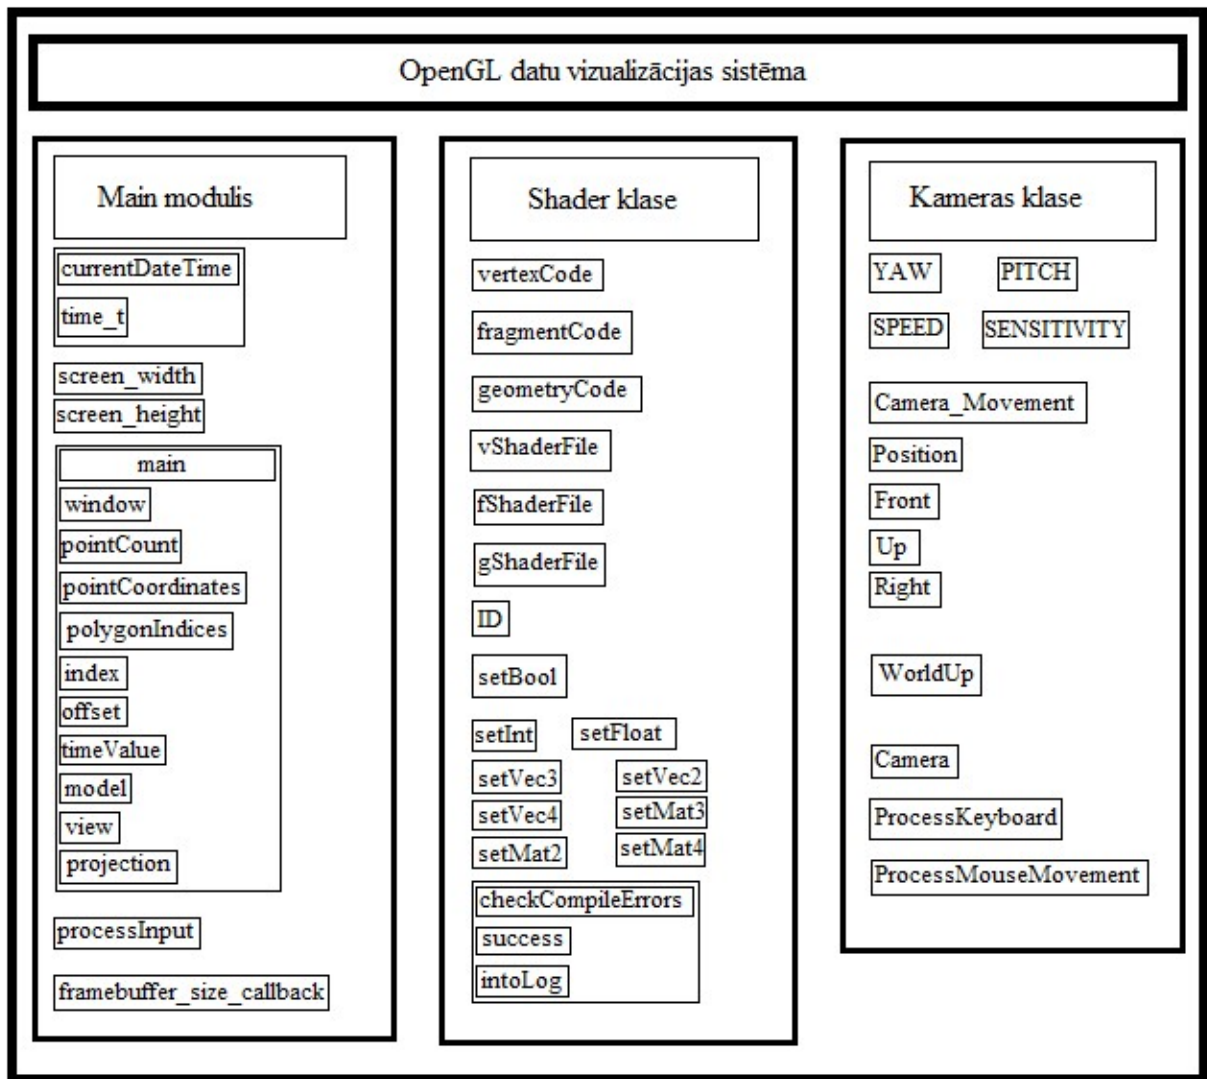 OpenGL datu vizualizācijas sistēma
Main modulis
currentDateTime
time_t
screen_width
screen_height
main
window
pointCount
pointCoordinates
polygonIndices
index
offset
timeValue
model
view
projection
processInput
framebuffer_size_callback
Shader klase
vertexCode
fragmentCode
geometryCode
vShaderFile
fShaderFile
gShaderFile
ID
setBool
setInt setFloat
setVec3 setVec2
setVec4 setMat3
setMat2 setMat4
checkCompileErrors
success
intoLog
Kameras klase
YAW PITCH
SPEED SENSITIVITY
Camera_Movement
Position
Front
Up
Right
WorldUp
Camera
ProcessKeyboard
ProcessMouseMovement